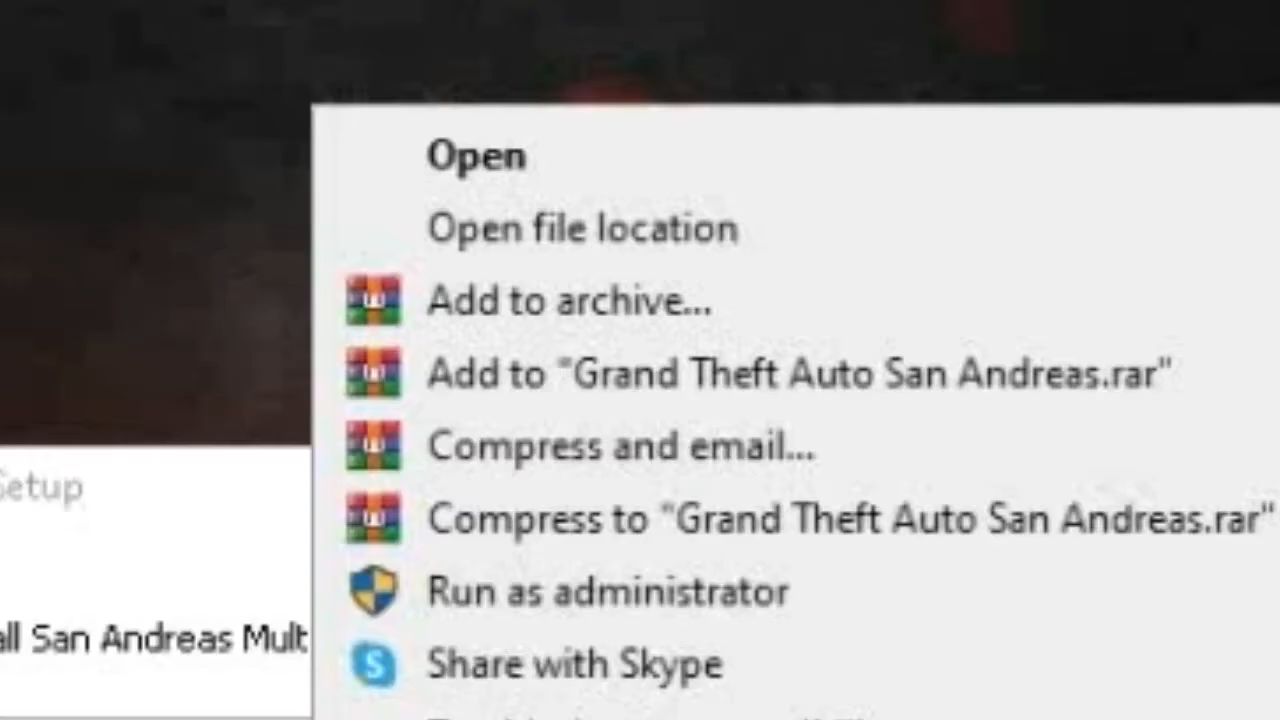 Open
Open file location
Add to archive...
Add to "Grand Theft Auto San Andreas.rar"
Compress and email...
Compress to "Grand Theft Auto San Andreas.rar"
Setup
Run as administrator
all San Andreas Mult
Share with Skype